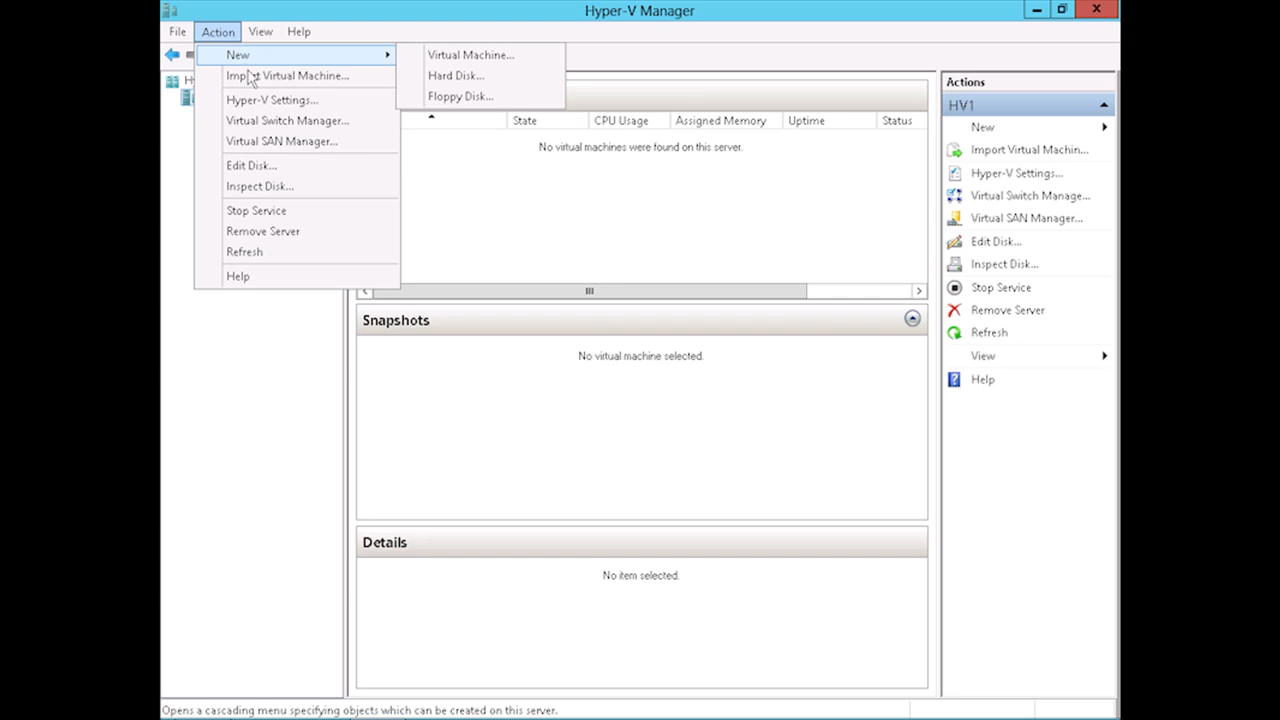 Hyper-V Manager
File Action View Help
New
Import Virtual Machine...
Hyper-V Settings...
Virtual Switch Manager...
Virtual SAN Manager...
Edit Disk...
Inspect Disk...
Stop Service
Remove Server
Refresh
Help
Virtual Machine...
Hard Disk...
Floppy Disk...
State CPU Usage Assigned Memory Uptime Status
No virtual machines were found on this server.
Snapshots
No virtual machine selected.
Details
No item selected.
Actions
HV1
New
Import Virtual Machin...
Hyper-V Settings...
Virtual Switch Manage...
Virtual SAN Manager...
Edit Disk...
Inspect Disk...
Stop Service
Remove Server
Refresh
View
Help
Opens a cascading menu specifying objects which can be created on this server.